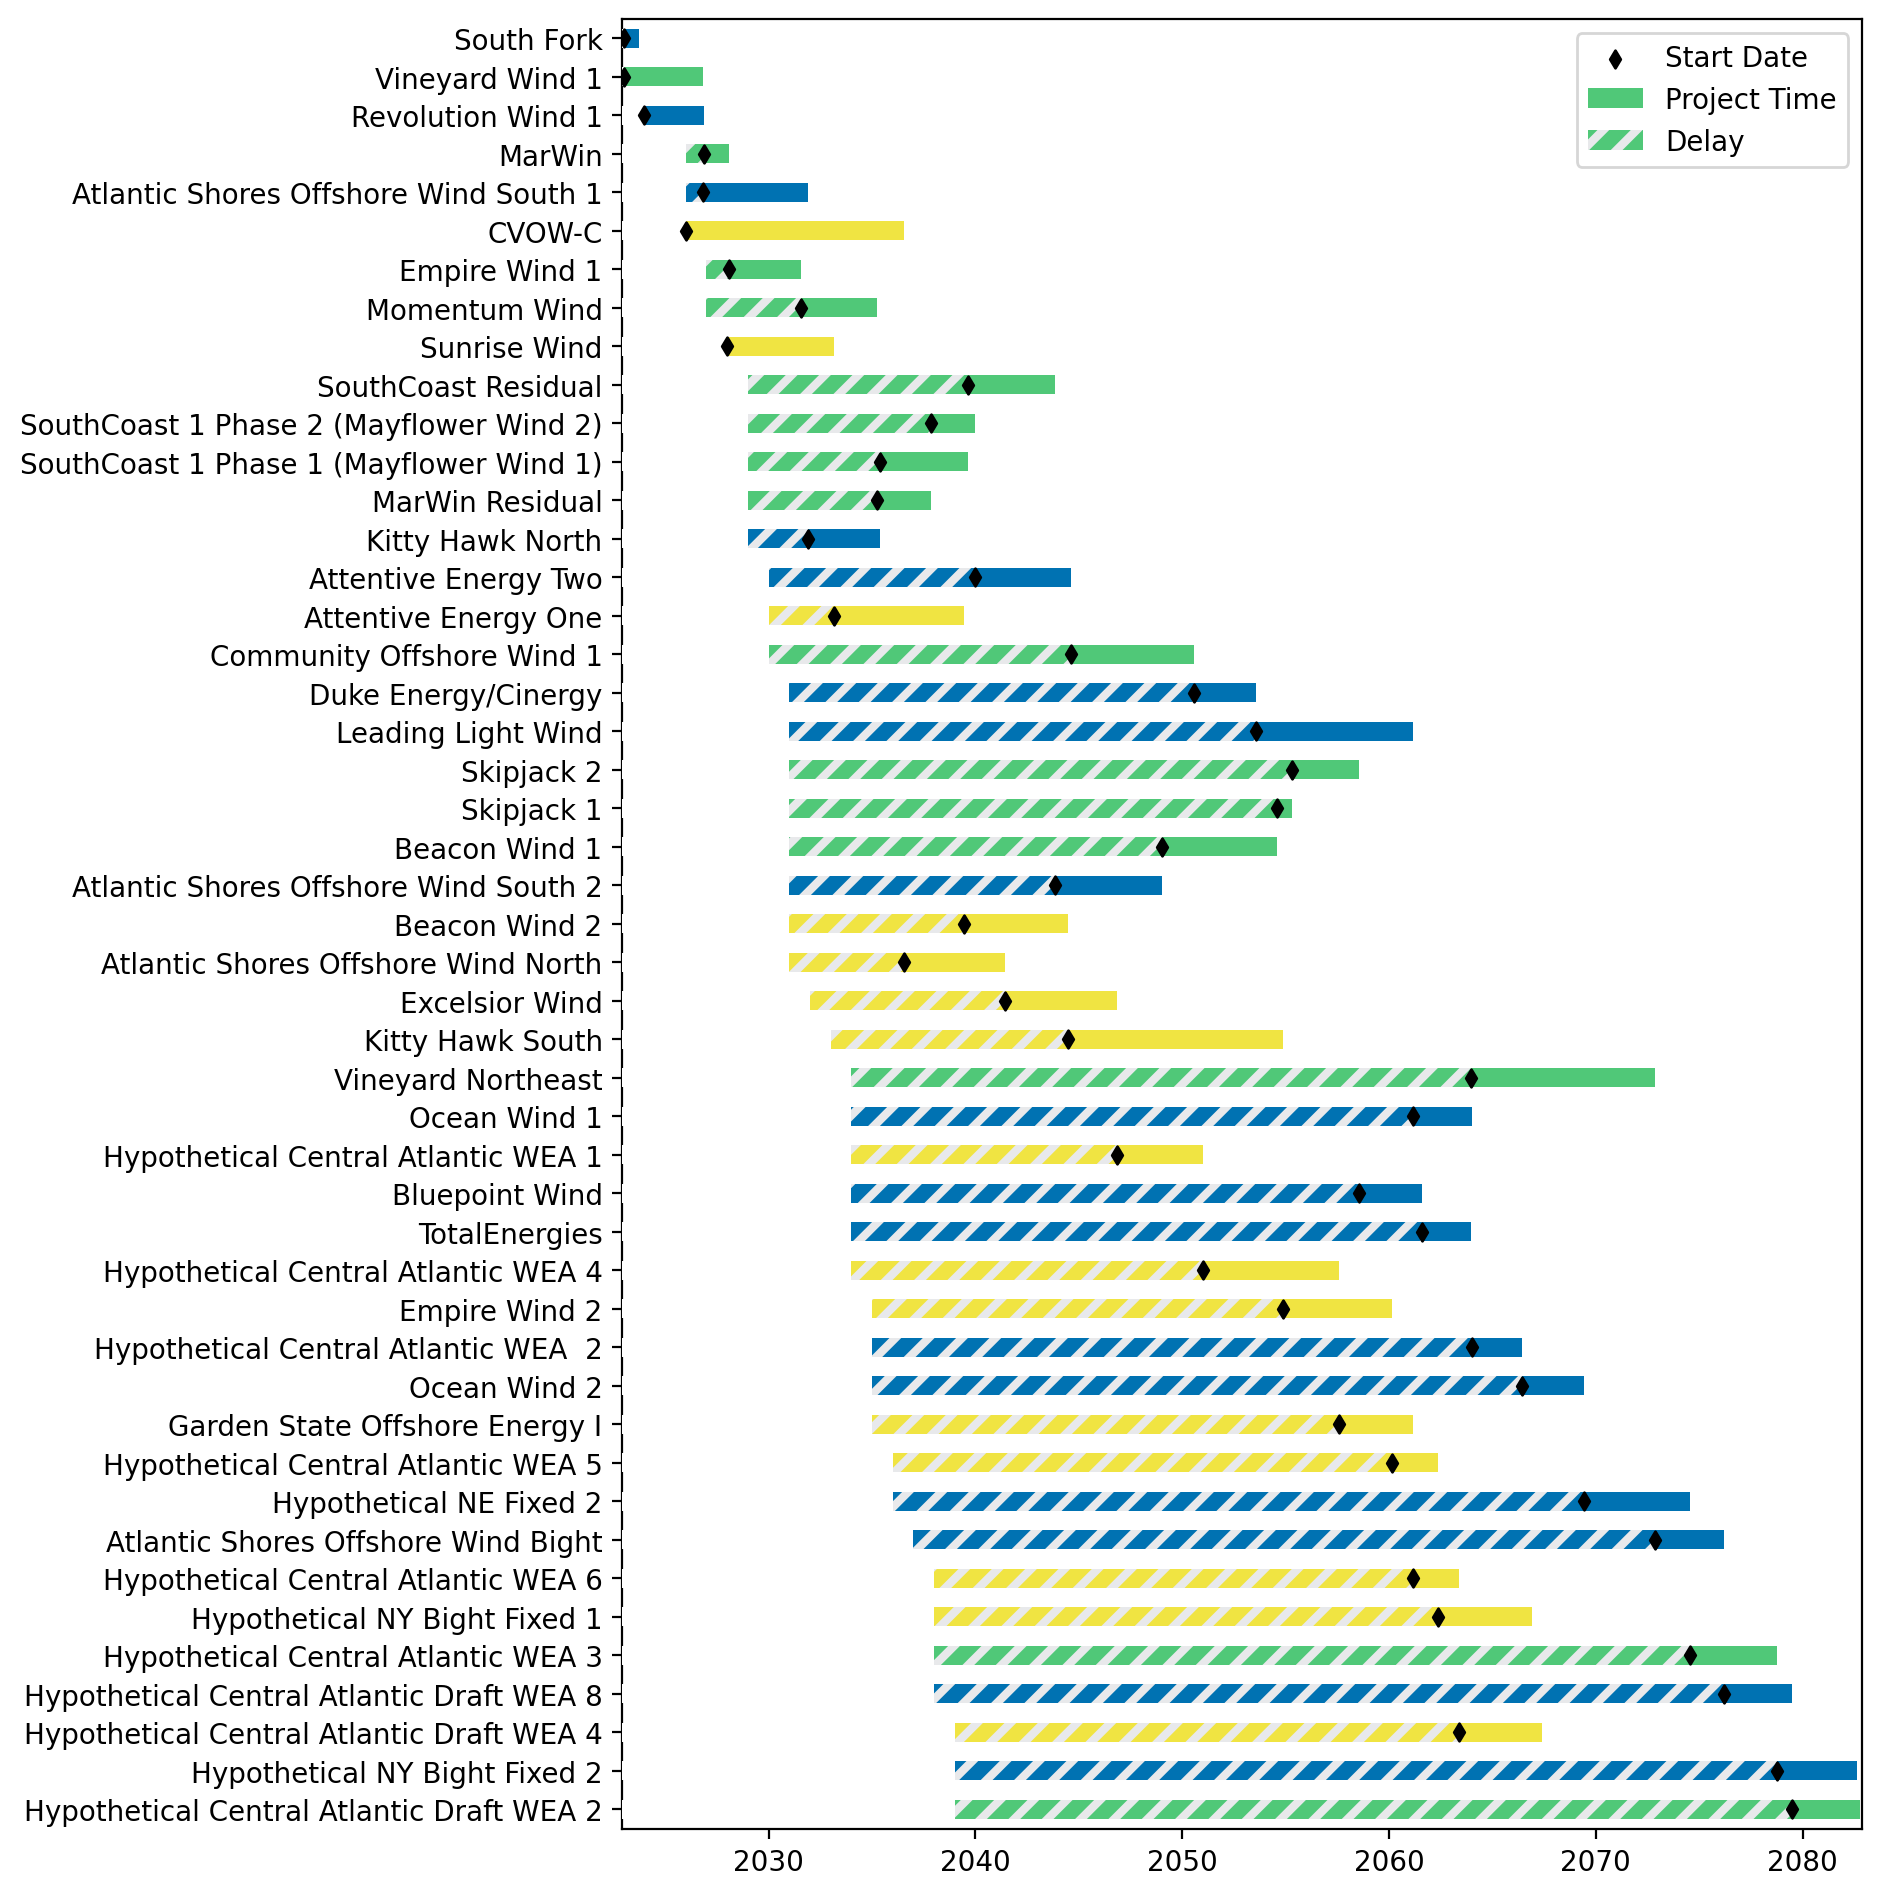 South Fork
Vineyard Wind 1
Revolution Wind 1
MarWin
Atlantic Shores Offshore Wind South 1
CVOW-C
Empire Wind 1
Momentum Wind
Sunrise Wind
SouthCoast Residual
SouthCoast 1 Phase 2 (Mayflower Wind 2)
SouthCoast 1 Phase 1 (Mayflower Wind 1)
MarWin Residual
Kitty Hawk North
Attentive Energy Two
Attentive Energy One
Community Offshore Wind 1
Duke Energy/Cinergy
Leading Light Wind
Skipjack 2
Skipjack 1
Beacon Wind 1
Atlantic Shores Offshore Wind South 2
Beacon Wind 2
Atlantic Shores Offshore Wind North
Excelsior Wind
Kitty Hawk South
Vineyard Northeast
Ocean Wind 1
Hypothetical Central Atlantic WEA 1
Bluepoint Wind
TotalEnergies
Hypothetical Central Atlantic WEA 4
Empire Wind 2
Hypothetical Central Atlantic WEA  2
Ocean Wind 2
Garden State Offshore Energy I
Hypothetical Central Atlantic WEA 5
Hypothetical NE Fixed 2
Atlantic Shores Offshore Wind Bight
Hypothetical Central Atlantic WEA 6
Hypothetical NY Bight Fixed 1
Hypothetical Central Atlantic WEA 3
Hypothetical Central Atlantic Draft WEA 8
Hypothetical Central Atlantic Draft WEA 4
Hypothetical NY Bight Fixed 2
Hypothetical Central Atlantic Draft WEA 2
Start Date
Project Time
Delay
2030 2040 2050 2060 2070 2080